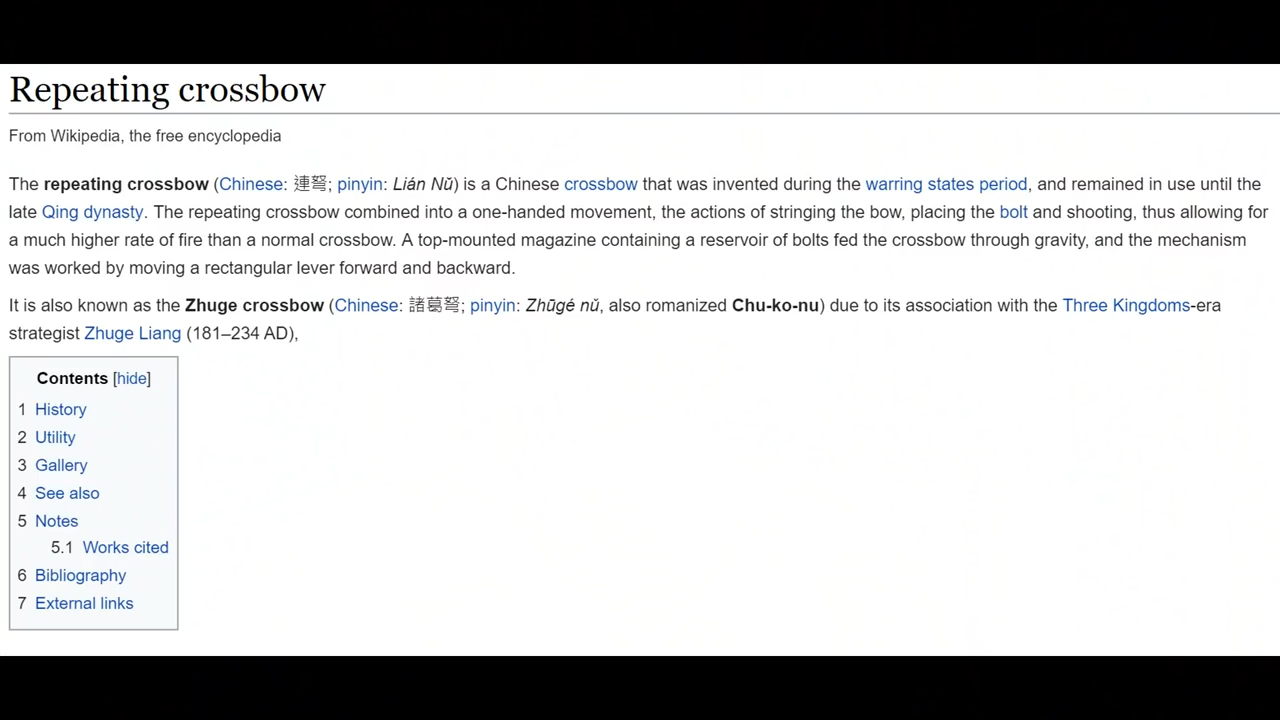 Repeating crossbow
From Wikipedia, the free encyclopedia
The repeating crossbow (Chinese: 連弩; pinyin: Lián Nŭ) is a Chinese crossbow that was invented during the warring states period, and remained in use until the
late Qing dynasty. The repeating crossbow combined into a one-handed movement, the actions of stringing the bow, placing the bolt and shooting, thus allowing for
a much higher rate of fire than a normal crossbow. A top-mounted magazine containing a reservoir of bolts fed the crossbow through gravity, and the mechanism
was worked by moving a rectangular lever forward and backward.
It is also known as the Zhuge crossbow (Chinese: 諸葛弩; pinyin: Zhūgé nŭ, also romanized Chu-ko-nu) due to its association with the Three Kingdoms-era
strategist Zhuge Liang (181–234 AD),
Contents [hide]
1 History
2 Utility
3 Gallery
4 See also
5 Notes
5.1 Works cited
6 Bibliography
7 External links